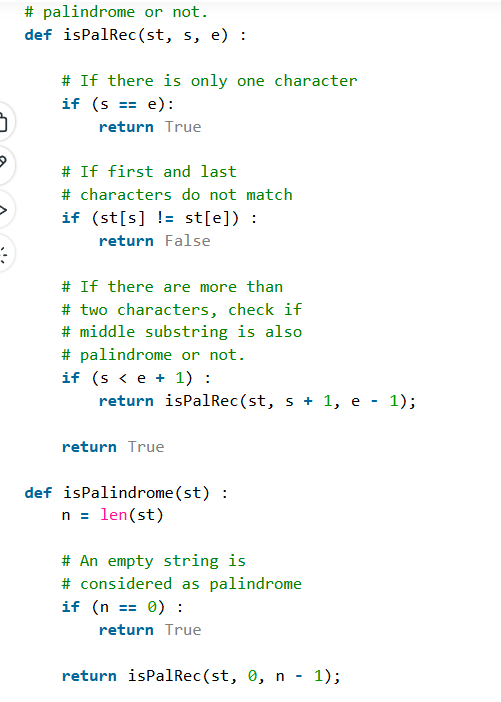 # palindrome or not.
def isPalRec(st, s, e) :
# If there is only one character
if (s == e):
return True
# If first and last
# characters do not match
if (st[s] != st[e]) :
return False
# If there are more than
# two characters, check if
# middle substring is also
# palindrome or not.
if (s < e + 1) :
return isPalRec(st, s + 1, e - 1);
return True
def isPalindrome(st) :
n = len(st)
# An empty string is
# considered as palindrome
if (n == 0) :
return True
return isPalRec(st, 0, n - 1);